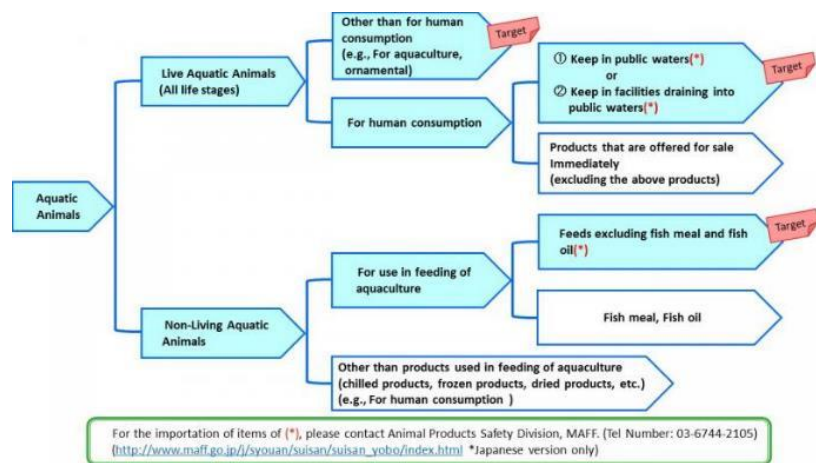 Aquatic
Animals
Live Aquatic Animals
(All life stages)
Other than for human
consumption
(e.g., For aquaculture,
ornamental)
Target
For human consumption
① Keep in public waters(*)
or
② Keep in facilities draining into
public waters(*)
Target
Products that are offered for sale
Immediately
(excluding the above products)
Non-Living Aquatic
Animals
For use in feeding of
aquaculture
Feeds excluding fish meal and fish
oil(*)
Target
Fish meal, Fish oil
Other than products used in feeding of aquaculture
(chilled products, frozen products, dried products, etc.)
(e.g., For human consumption )
For the importation of items of (*), please contact Animal Products Safety Division, MAFF. (Tel Number: 03-6744-2105)
(http://www.maff.go.jp/j/syouan/suisan/suisan_yobo/index.html *Japanese version only)